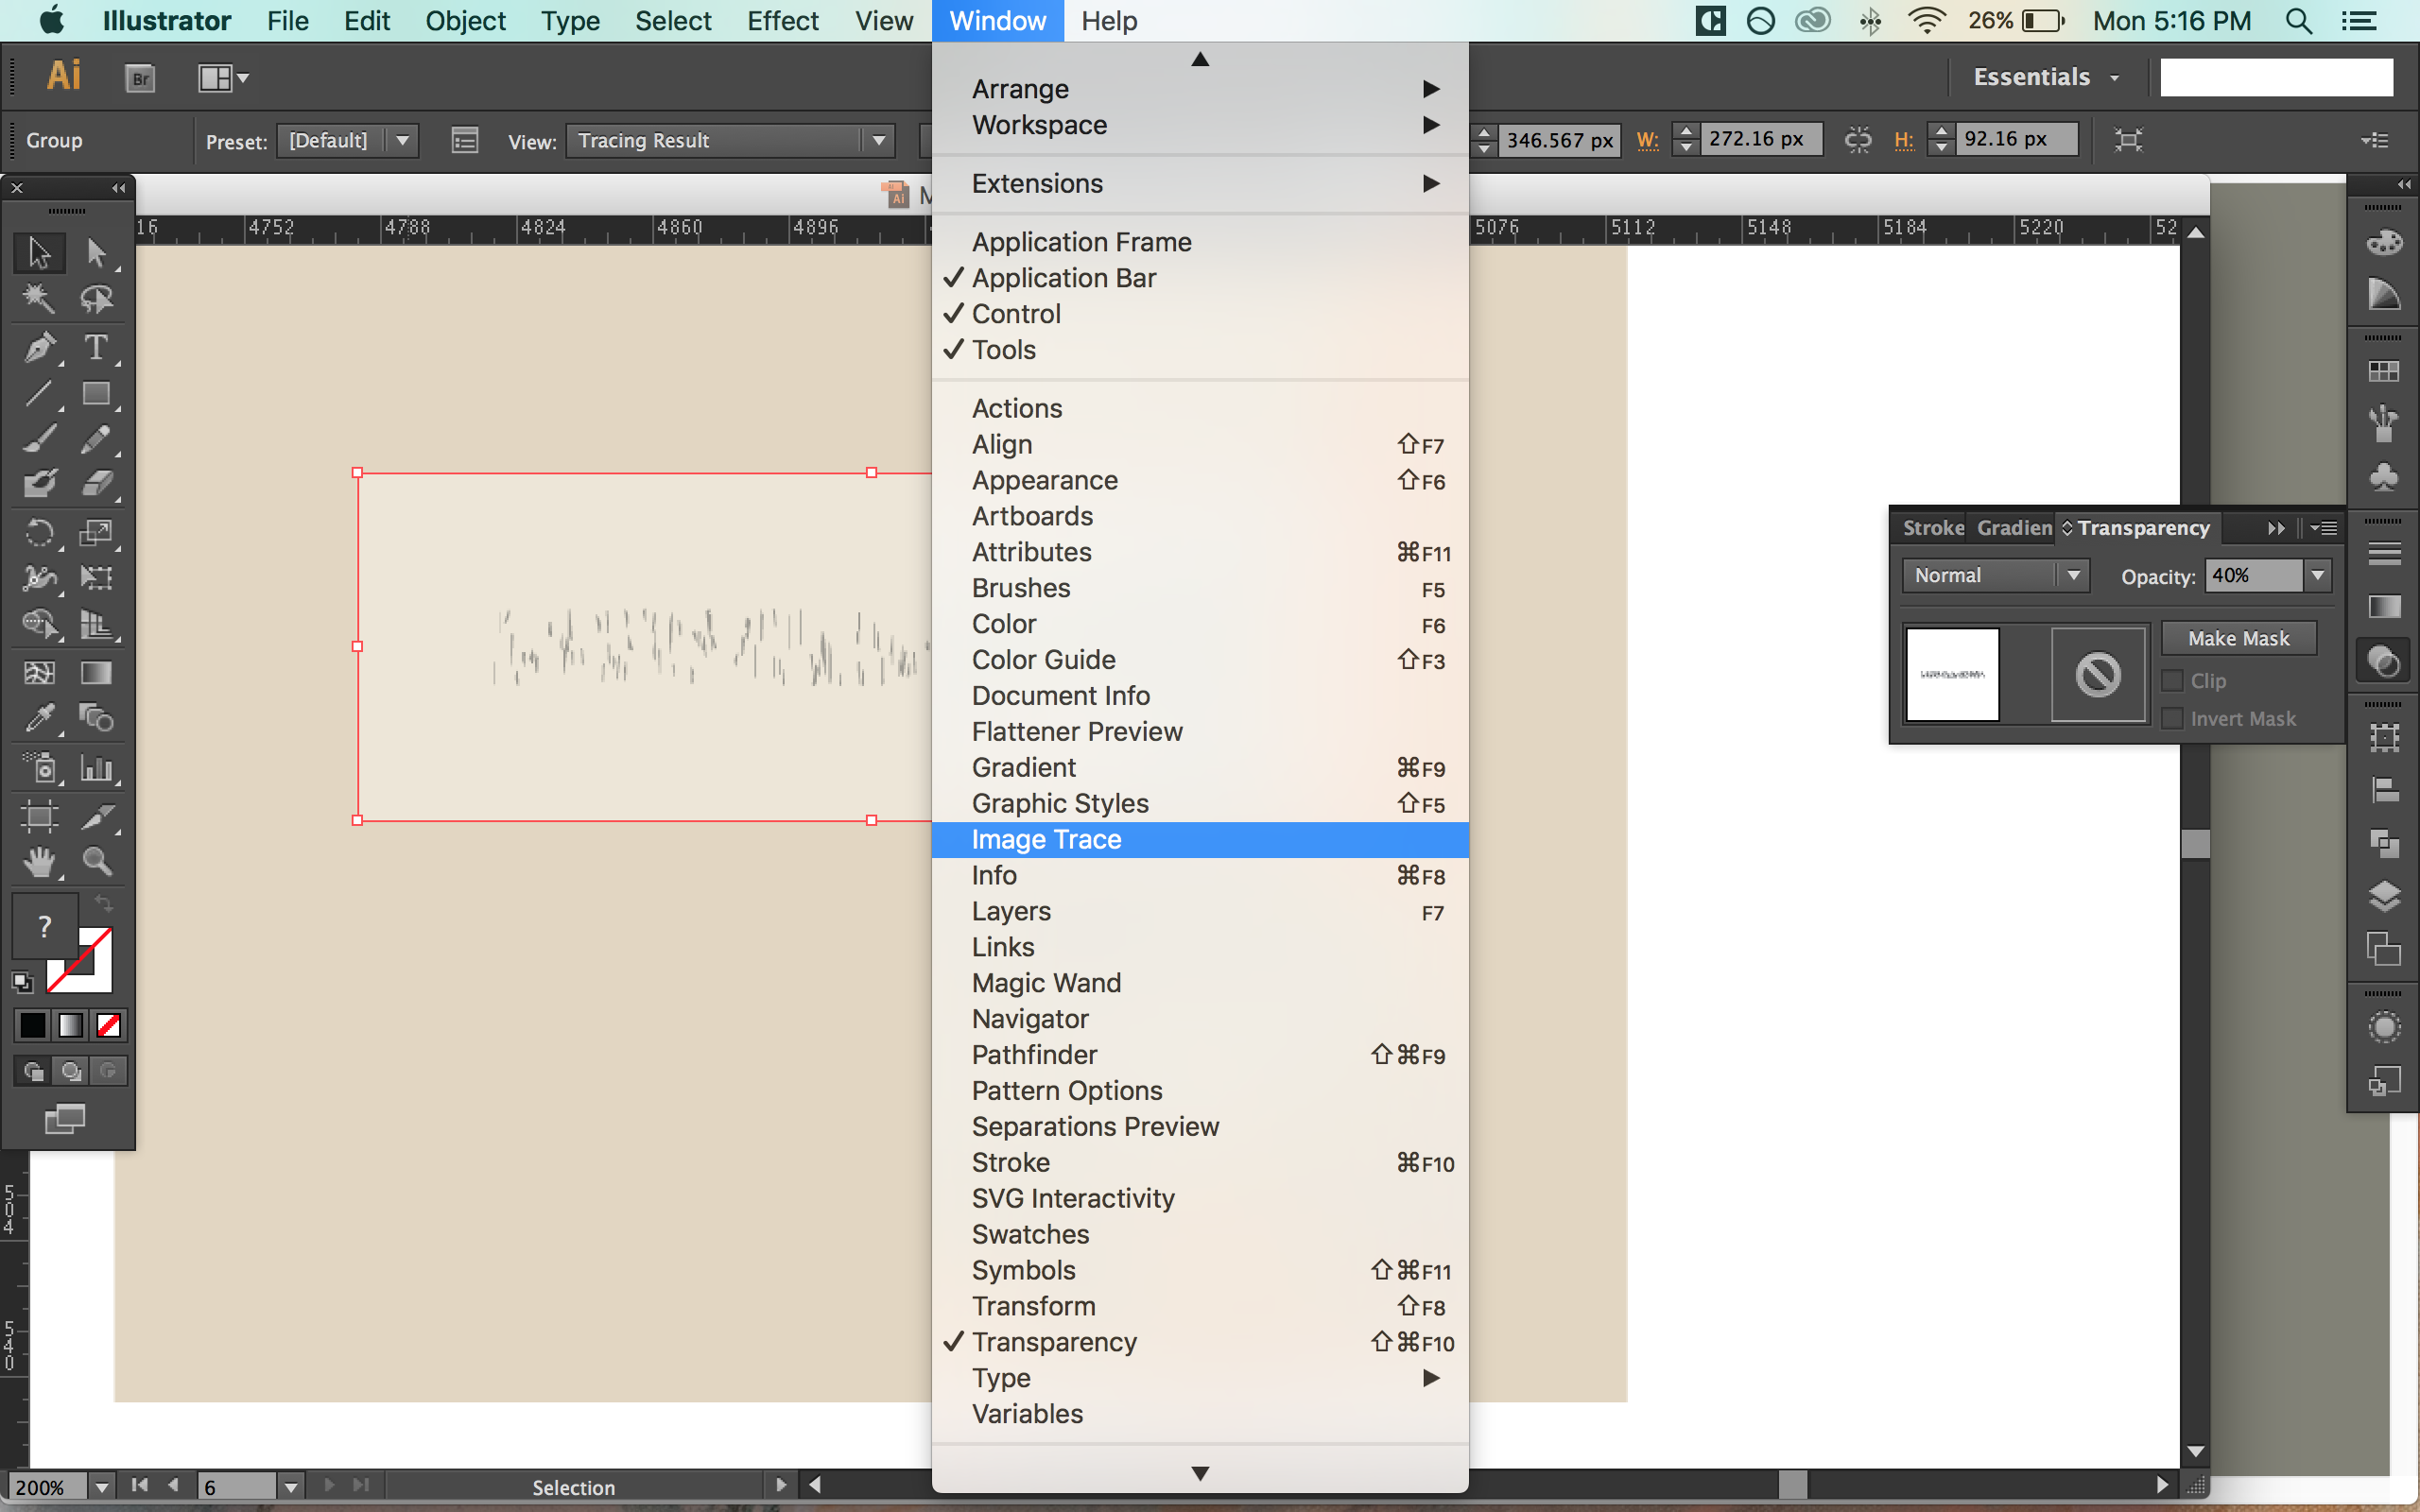 Illustrator File Edit Object Type Select Effect View Window Help 26% Mon 5:16 PM
Ai Br Essentials
Group Preset: [Default] View: Tracing Result 346.567 px W: 272.16 px H: 92.16 px
Ai M
16 4752 4788 4824 4860 4896 5076 5112 5148 5184 5220 52
Arrange
Workspace
Extensions
Application Frame
✓ Application Bar
✓ Control
✓ Tools
Actions
Align ⇧F7
Appearance ⇧F6
Artboards
Attributes ⌘F11
Brushes F5
Color F6
Color Guide ⇧F3
Document Info
Flattener Preview
Gradient ⌘F9
Graphic Styles ⇧F5
Image Trace
Info ⌘F8
Layers F7
Links
Magic Wand
Navigator
Pathfinder ⇧⌘F9
Pattern Options
Separations Preview
Stroke ⌘F10
SVG Interactivity
Swatches
Symbols ⇧⌘F11
Transform ⇧F8
✓ Transparency ⇧⌘F10
Type
Variables
Stroke Gradien Transparency
Normal Opacity: 40%
Make Mask
Clip
Invert Mask
T
?
504
540
200% 6 Selection